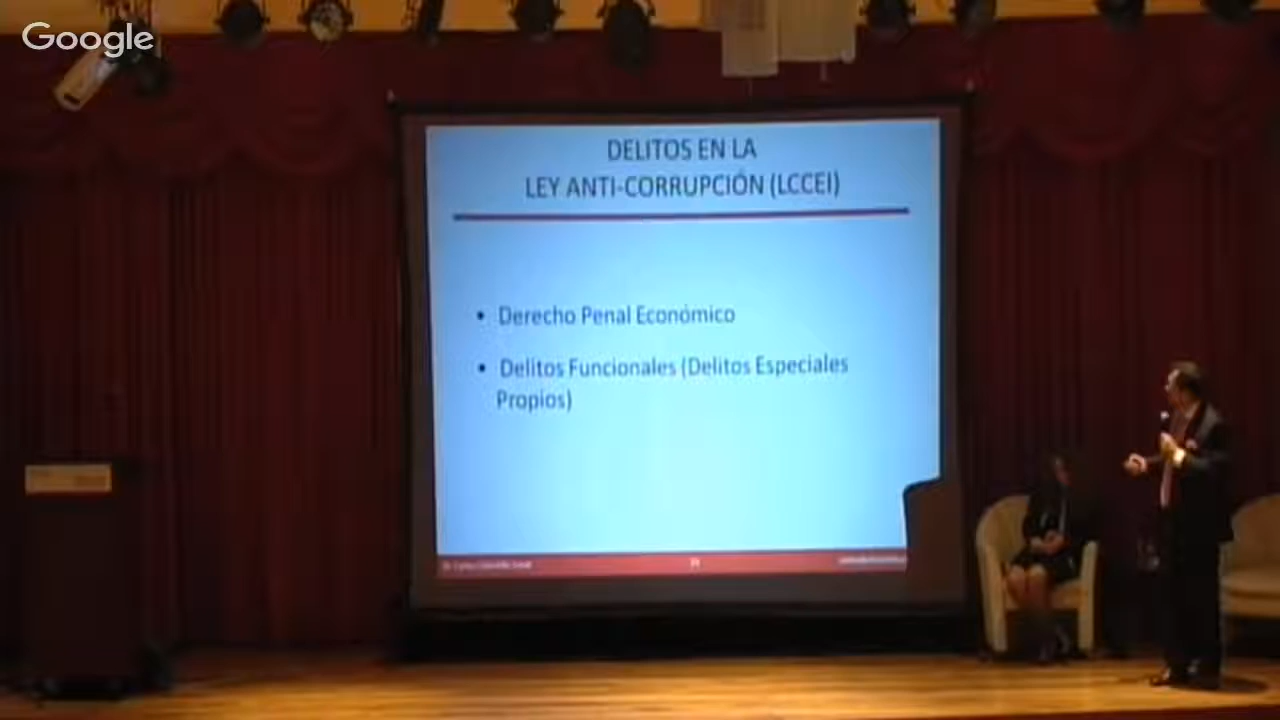 Google
DELITOS EN LA
LEY ANTI-CORRUPCIÓN (LCCEI)
• Derecho Penal Económico
• Delitos Funcionales (Delitos Especiales
Propios)